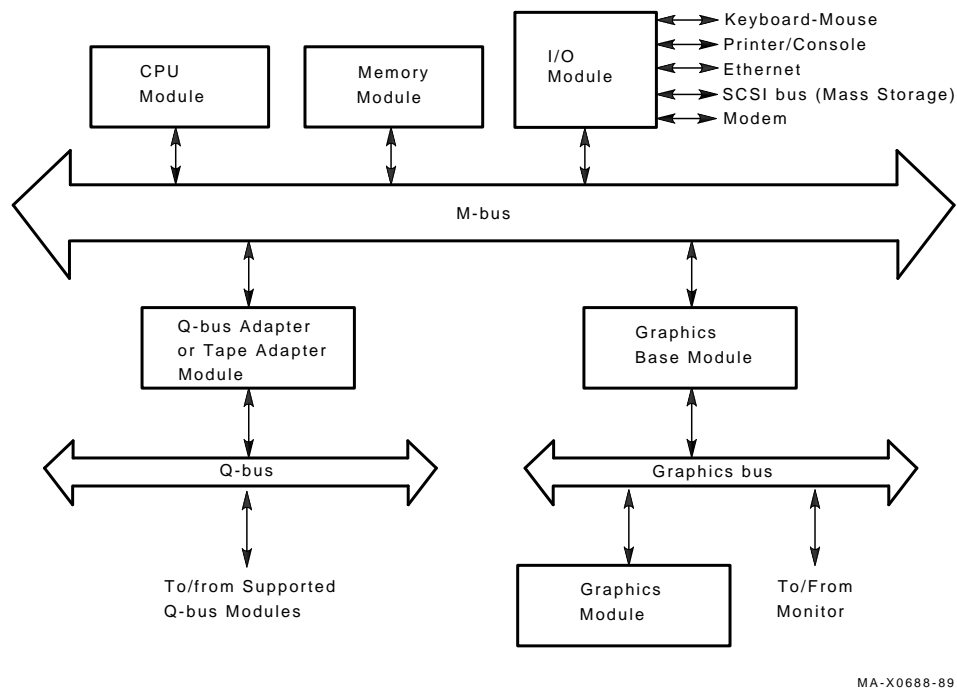 CPU
Module
Memory
Module
I/O
Module
Keyboard-Mouse
Printer/Console
Ethernet
SCSI bus (Mass Storage)
Modem
M-bus
Q-bus Adapter
or Tape Adapter
Module
Graphics
Base Module
Q-bus
Graphics bus
To/from Supported
Q-bus Modules
Graphics
Module
To/From
Monitor
MA-X0688-89